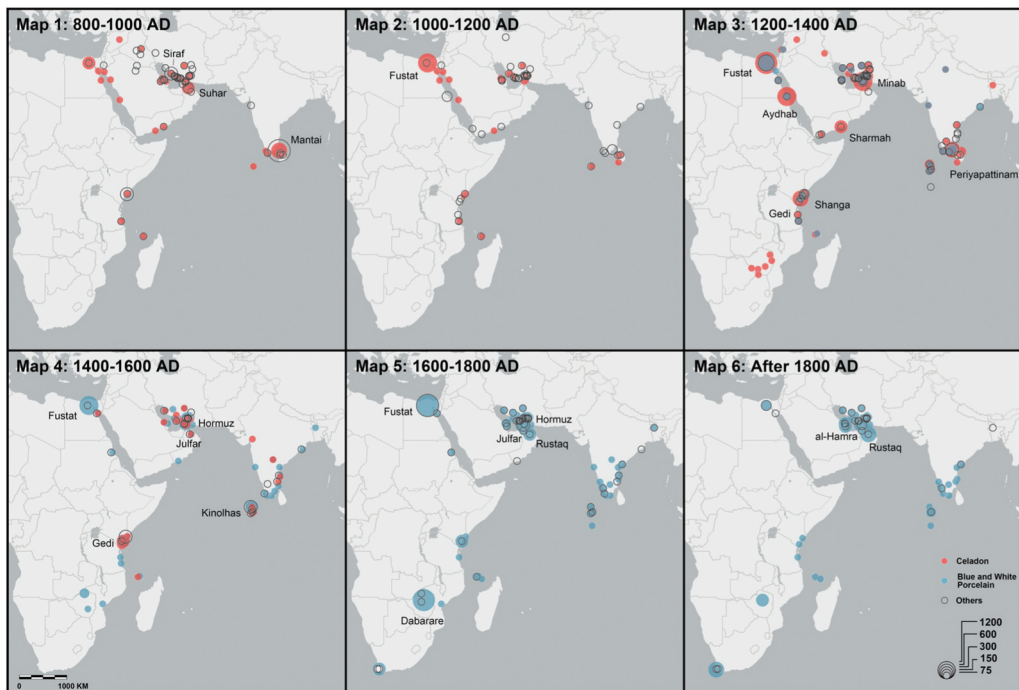 Map 1: 800-1000 AD
Siraf
Suhar
Mantai
Map 2: 1000-1200 AD
Fustat
Map 3: 1200-1400 AD
Fustat
Minab
Aydhab
Sharmah
Periyapattinam
Shanga
Gedi
Map 4: 1400-1600 AD
Fustat
Hormuz
Julfar
Kinolhas
Gedi
0 1000 KM
Map 5: 1600-1800 AD
Fustat
Hormuz
Julfar
Rustaq
Dabarare
Map 6: After 1800 AD
al-Hamra
Rustaq
Celadon
Blue and White
Porcelain
Others
1200
600
300
150
75